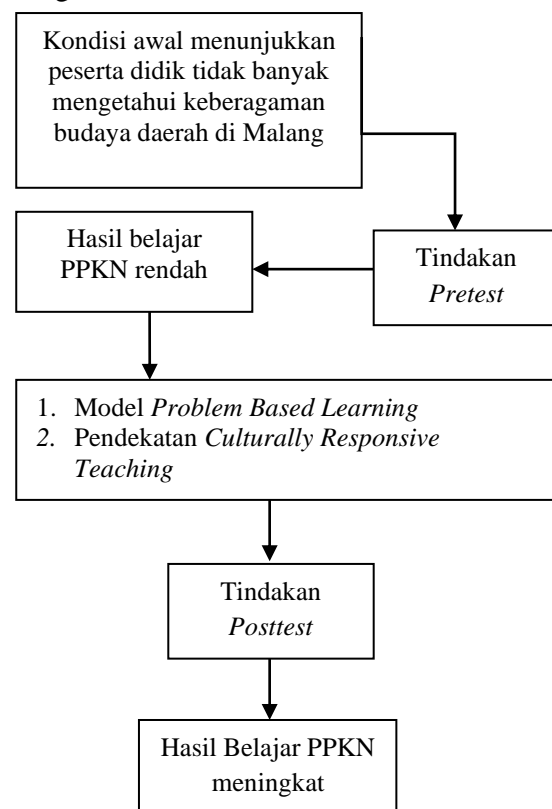 Kondisi awal menunjukkan
peserta didik tidak banyak
mengetahui keberagaman
budaya daerah di Malang
Hasil belajar
PPKN rendah
Tindakan
Pretest
1. Model Problem Based Learning
2. Pendekatan Culturally Responsive
Teaching
Tindakan
Posttest
Hasil Belajar PPKN
meningkat